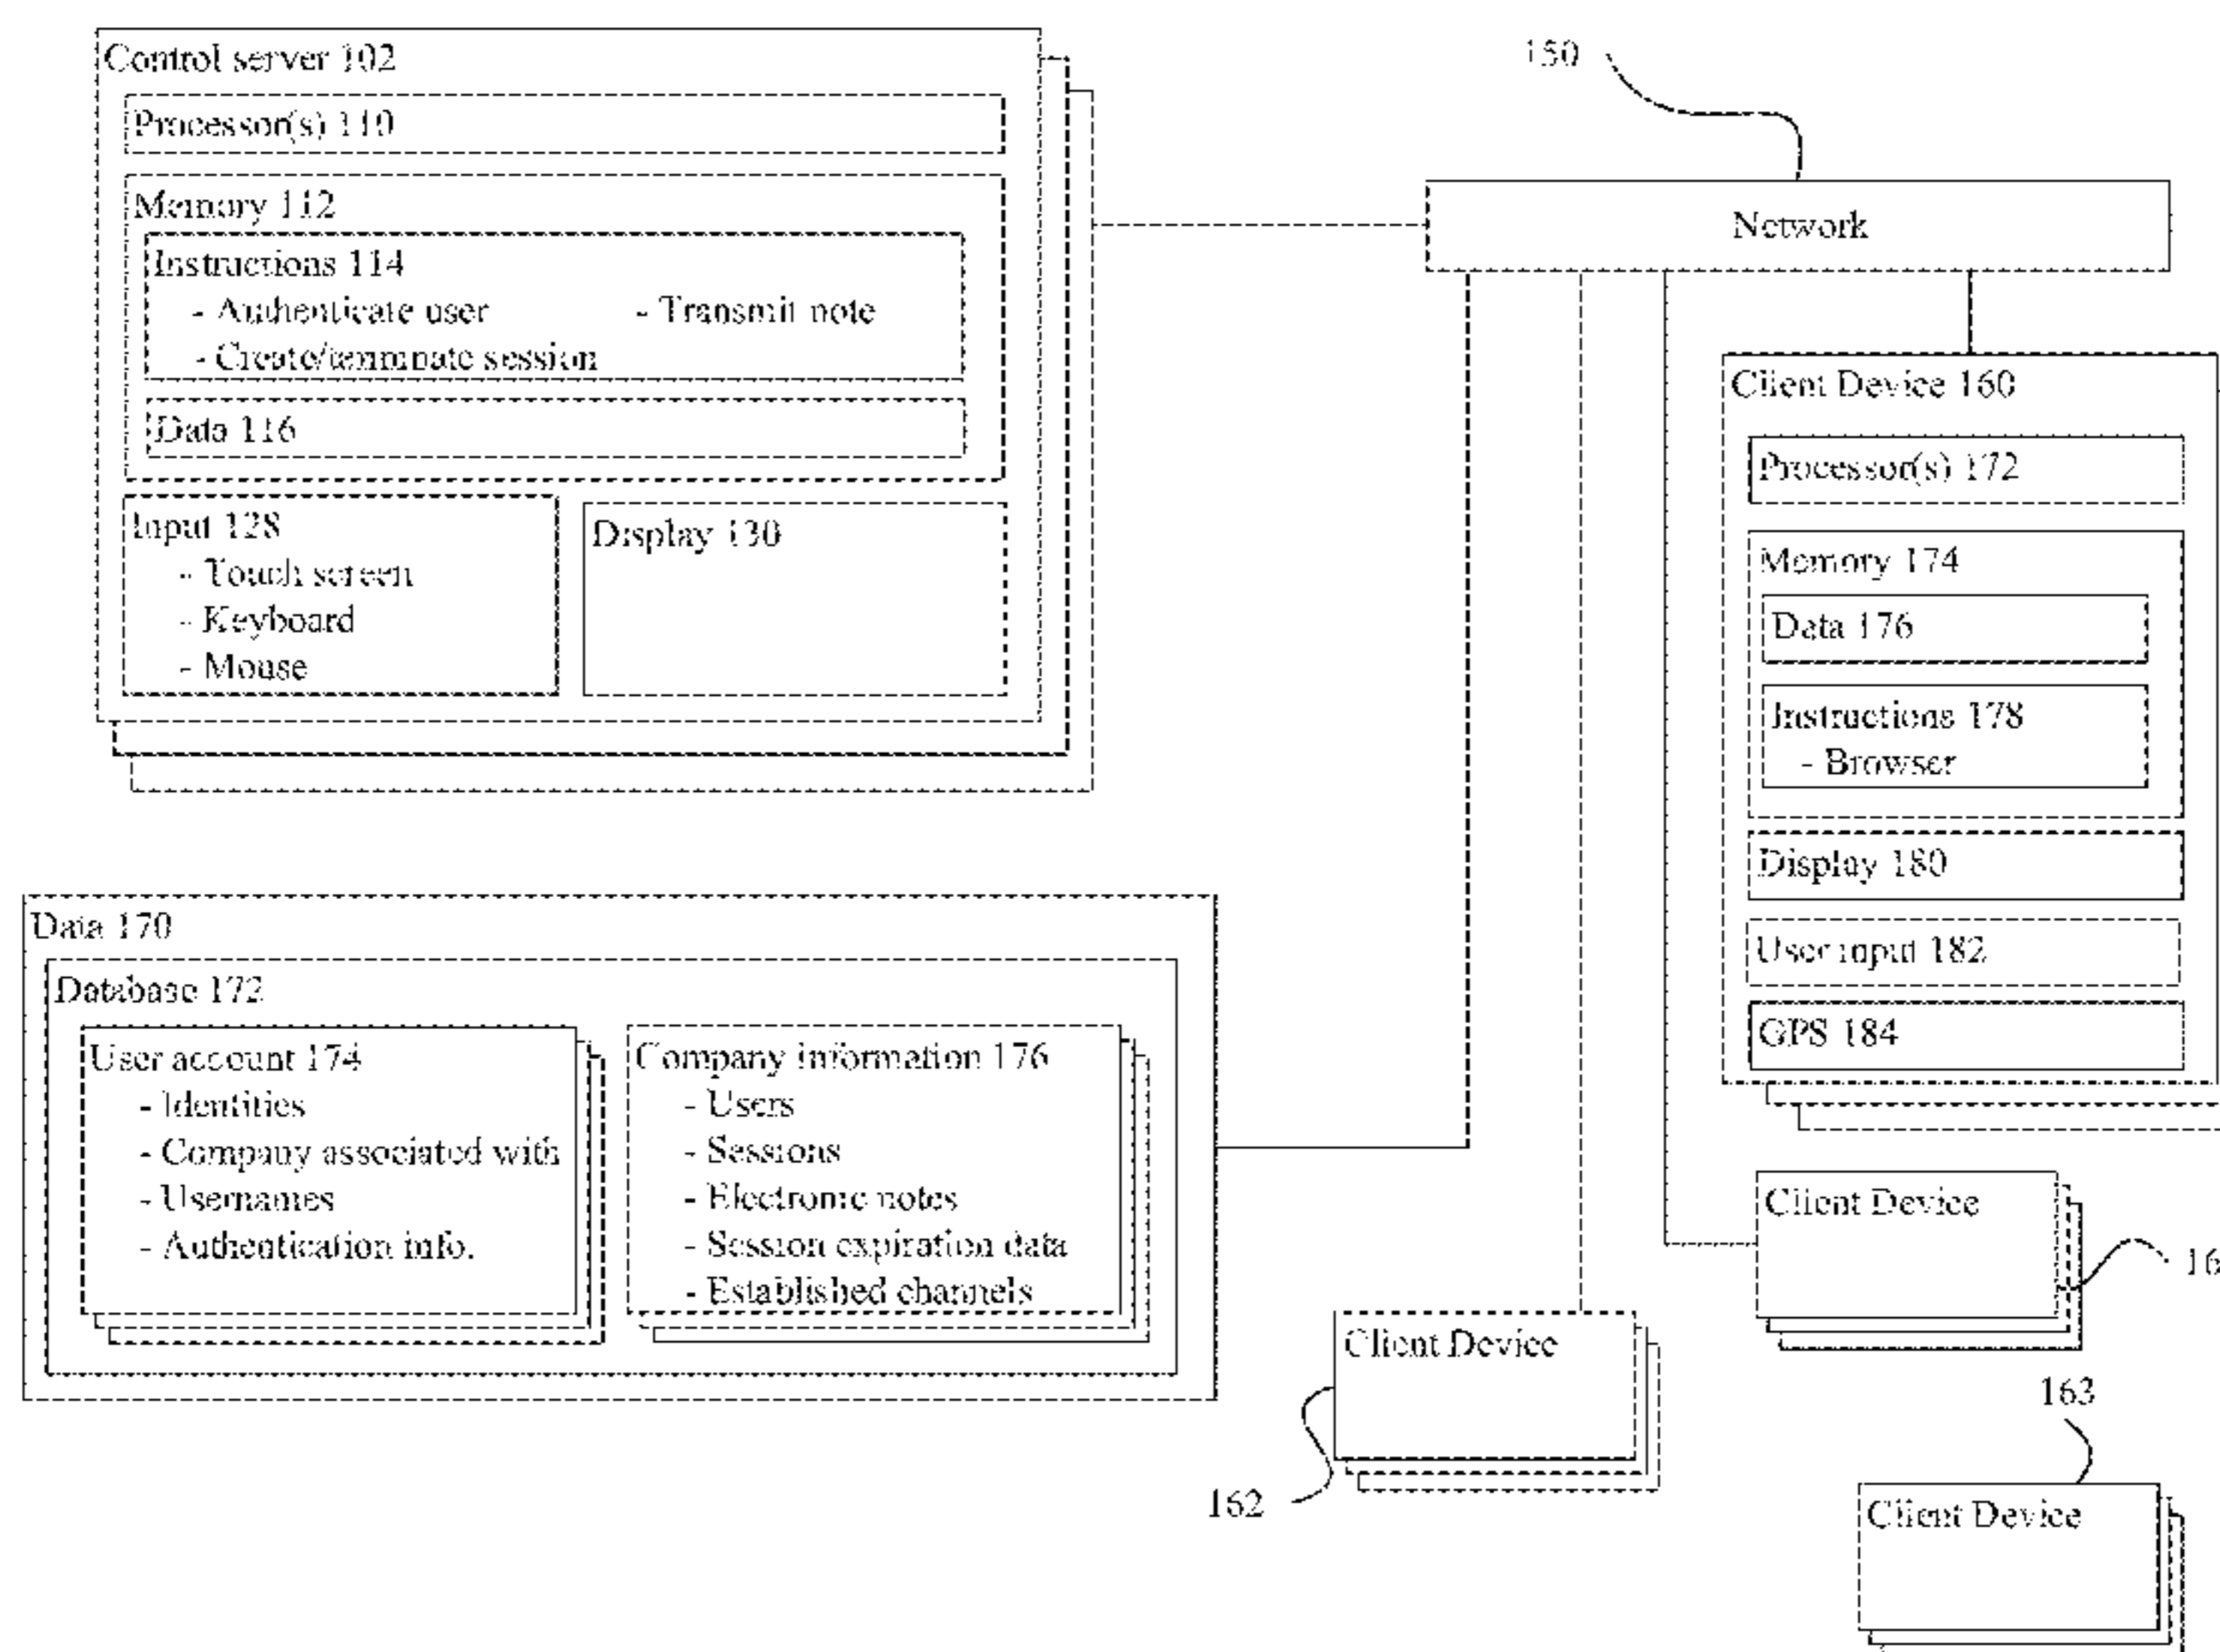 Control server 102
Processor(s) 110
Memory 112
Instructions 114
- Authenticate user - Transmit note
- Create/terminate session
Data 116
Input 128
- Touch screen
- Keyboard
- Mouse
Display 130
150
Network
Client Device 160
Processor(s) 172
Memory 174
Data 176
Instructions 178
- Browser
Display 180
User input 182
GPS 184
Data 170
Database 172
User account 174
- Identities
- Company associated with
- Usernames
- Authentication info.
Company information 176
- Users
- Sessions
- Electronic notes
- Session expiration data
- Established channels
Client Device
16
Client Device
162
163
Client Device